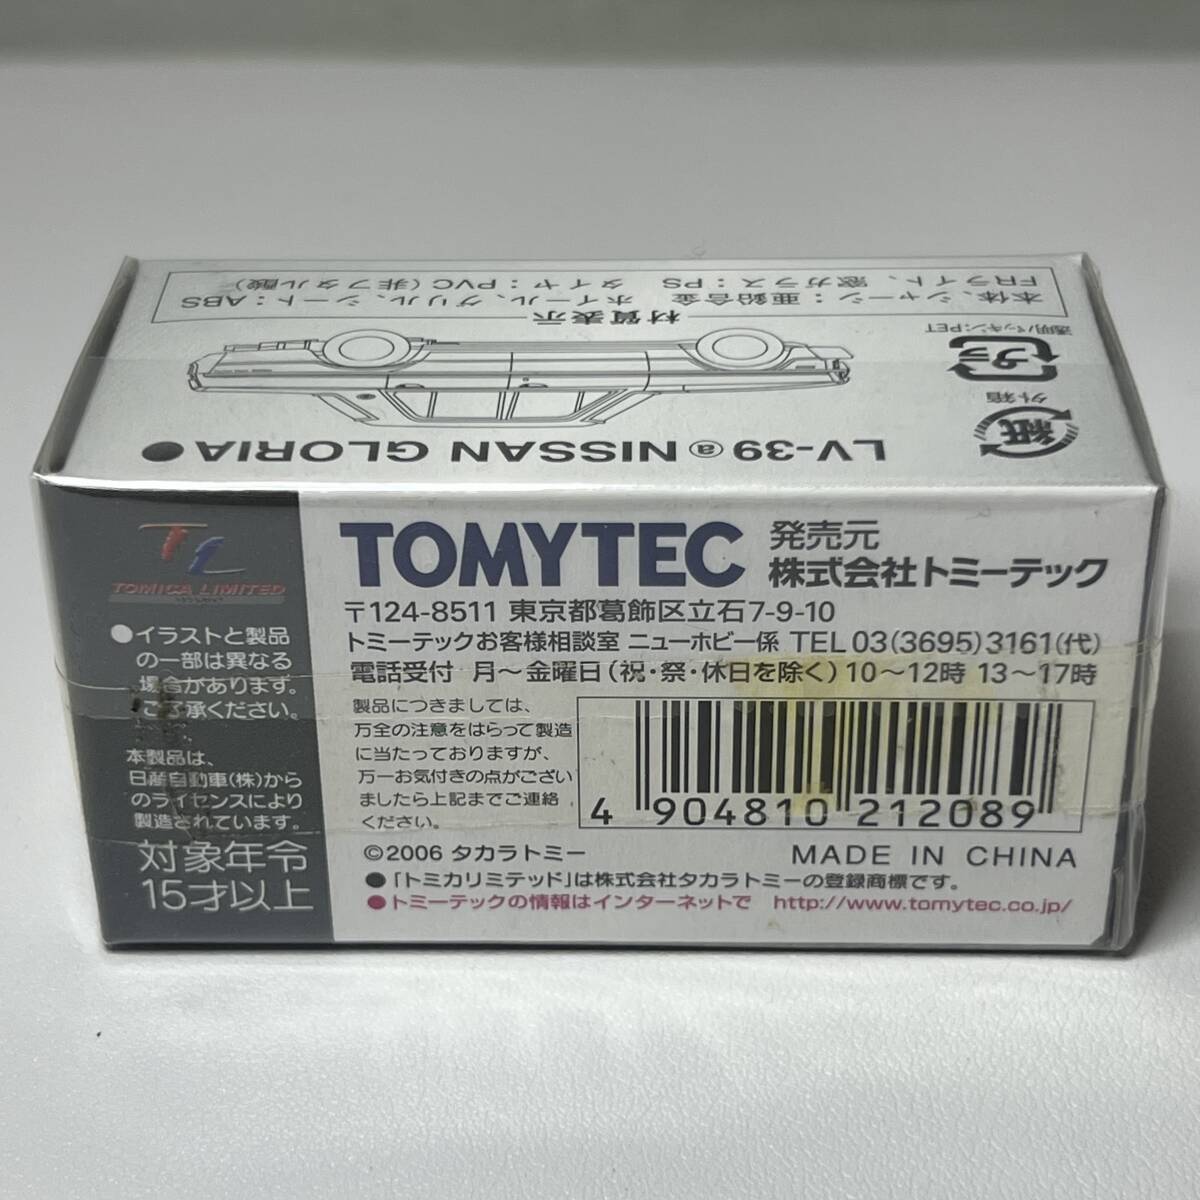 LV-39 ⓐ NISSAN GLORIA●
材質表示
本体、シャーシ:亜鉛合金 ホイール、グリル、シート:ABS
FRライト、窓ガラス:PS タイヤ:PVC(非フタル酸)
紙
外箱
プラ
透明パッキン:PET
TL
TOMICA LIMITED
●イラストと製品
の一部は異なる
場合があります。
ご了承ください。
本製品は、
日産自動車(株)から
のライセンスにより
製造されています。
対象年令
15才以上
TOMYTEC
発売元
株式会社トミーテック
〒124-8511 東京都葛飾区立石7-9-10
トミーテックお客様相談室 ニューホビー係 TEL 03(3695)3161(代)
電話受付 月~金曜日(祝・祭・休日を除く)10~12時 13~17時
製品につきましては、
万全の注意をはらって製造
に当たっておりますが、
万一お気付きの点がござい
ましたら上記までご連絡
ください。
4 904810 212089
©2006 タカラトミー
MADE IN CHINA
●「トミカリミテッド」は株式会社タカラトミーの登録商標です。
●トミーテックの情報はインターネットで http://www.tomytec.co.jp/